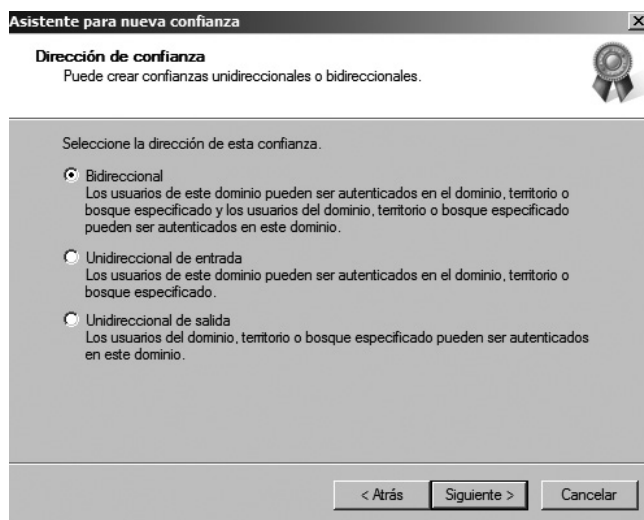 Asistente para nueva confianza
Dirección de confianza
Puede crear confianzas unidireccionales o bidireccionales.
Seleccione la dirección de esta confianza.
Bidireccional
Los usuarios de este dominio pueden ser autenticados en el dominio, territorio o
bosque especificado y los usuarios del dominio, territorio o bosque especificado
pueden ser autenticados en este dominio.
Unidireccional de entrada
Los usuarios de este dominio pueden ser autenticados en el dominio, territorio o
bosque especificado.
Unidireccional de salida
Los usuarios del dominio, territorio o bosque especificado pueden ser autenticados
en este dominio.
< Atrás
Siguiente >
Cancelar